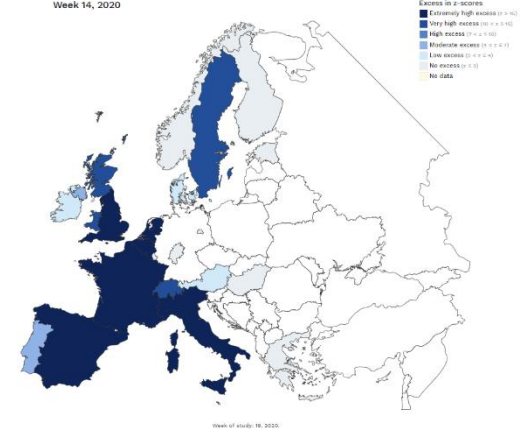 Week 14, 2020
Excess in z-scores
Extremely high excess
Very high excess
High excess
Moderate excess
Low excess
No excess
No data
Week of study: 18, 2020.